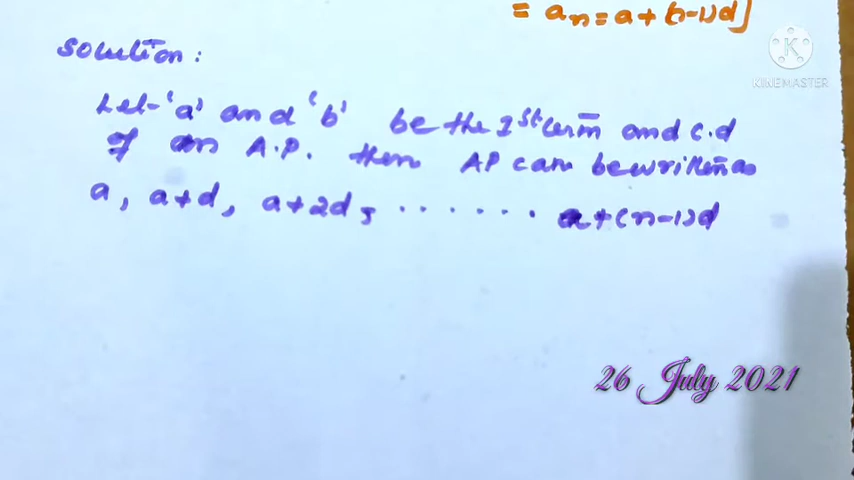 = an = a + (n-1)d]
KINEMASTER
Solution:
Let 'a' and 'b' be the 1st term and c.d
of an A.P. then AP can be written as
a, a+d, a+2d, ....... a+(n-1)d
26 July 2021